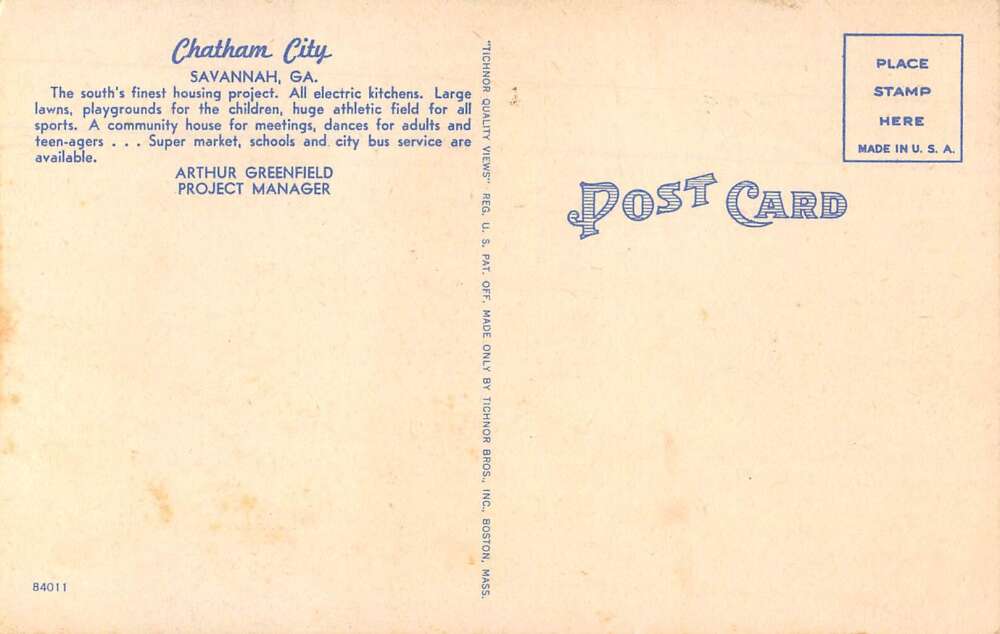 Chatham City
SAVANNAH, GA.
The south's finest housing project. All electric kitchens. Large
lawns, playgrounds for the children, huge athletic field for all
sports. A community house for meetings, dances for adults and
teen-agers . . . Super market, schools and city bus service are
available.
ARTHUR GREENFIELD
PROJECT MANAGER
84011
"TICHNOR QUALITY VIEWS" REG. U. S. PAT. OFF. MADE ONLY BY TICHNOR BROS., INC., BOSTON, MASS.
PLACE
STAMP
HERE
MADE IN U. S. A.
POST CARD